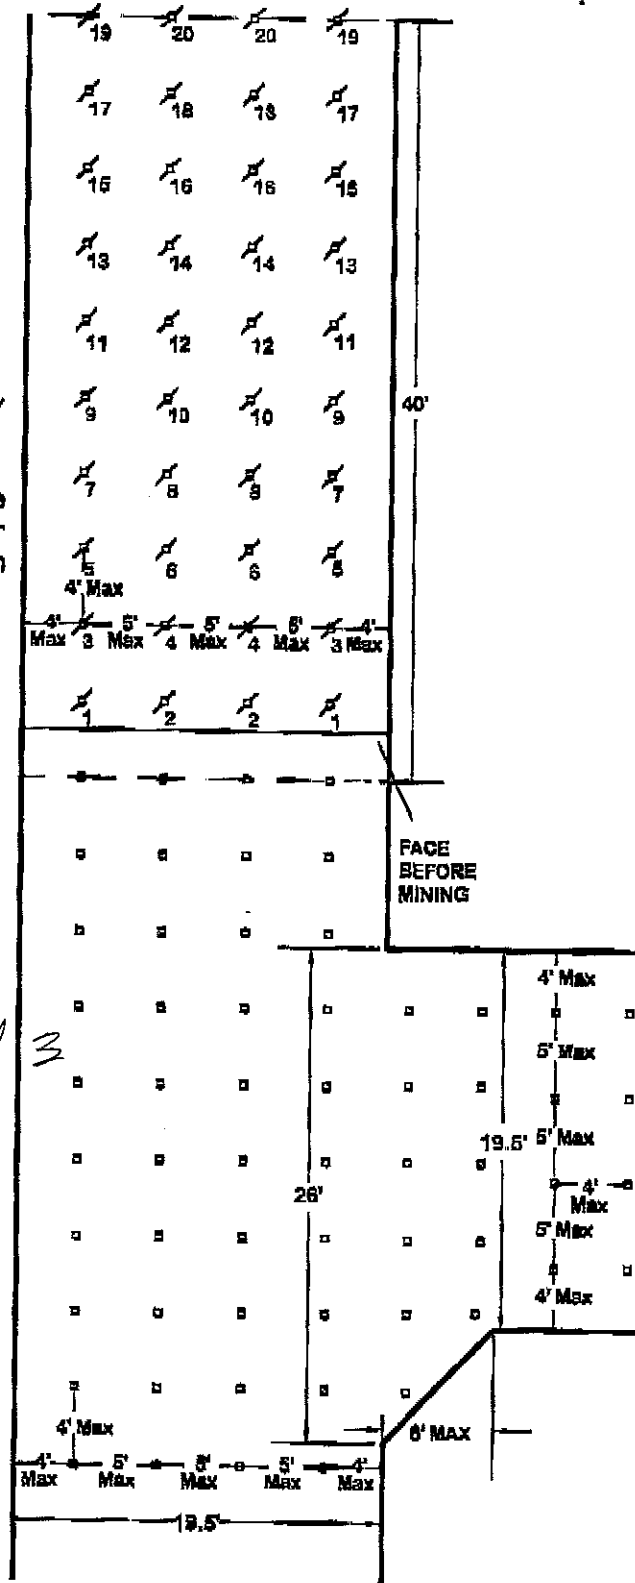 19 20 20 19
17 18 18 17
15 16 16 15
13 14 14 13
11 12 12 11
9 10 10 9
40'
7 8 8 7
5 6 6 5
4' Max
4' Max 5' Max 5' Max 5' Max 4' Max
3 4 4 3
1 2 2 1
FACE
BEFORE
MINING
4' Max
5' Max
3
19.5'
5' Max
26'
4' Max
5' Max
4' Max
4' Max
6' MAX
4' Max 5' Max 5' Max 5' Max 4' Max
19.5'